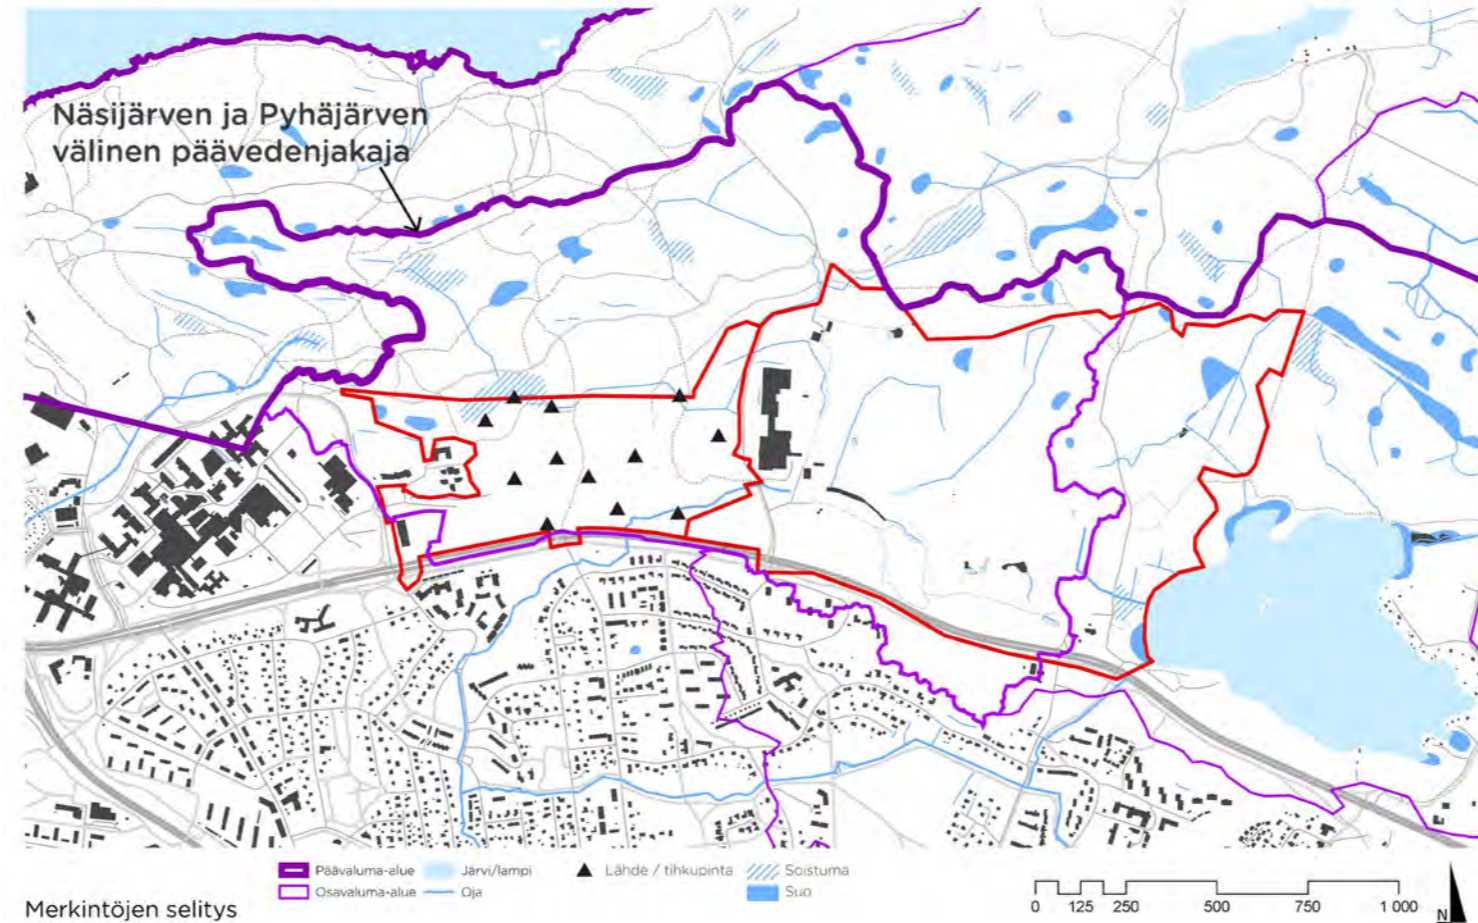 Näsijärven ja Pyhäjärven
välinen päävedenjakaja
Päävaluma-alue
Järvi/lampi
Lähde / tihkupinta
Soistuma
Osavaluma-alue
Oja
Suo
Merkintöjen selitys
0 125 250 500 750 1 000
N